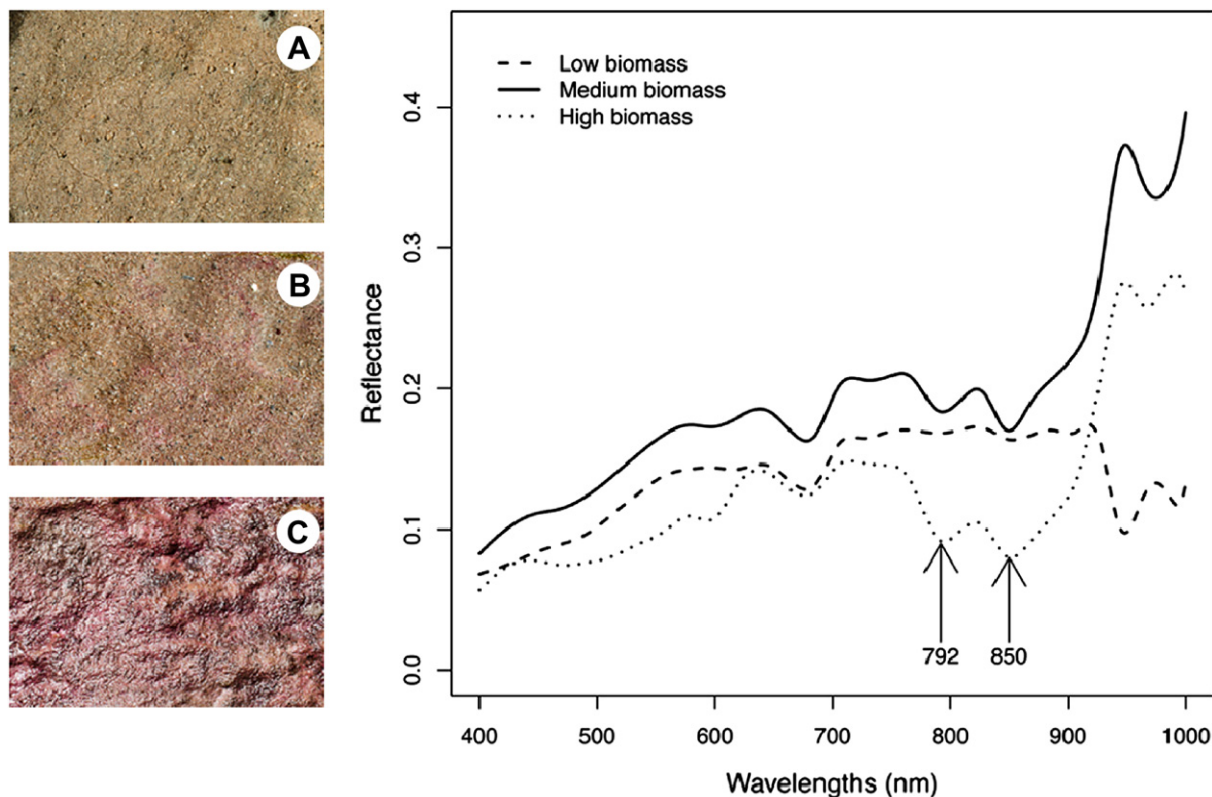 A
B
C
Low biomass
Medium biomass
High biomass
Reflectance
0.4
0.3
0.2
0.1
0.0
792
850
400
500
600
700
800
900
1000
Wavelengths (nm)